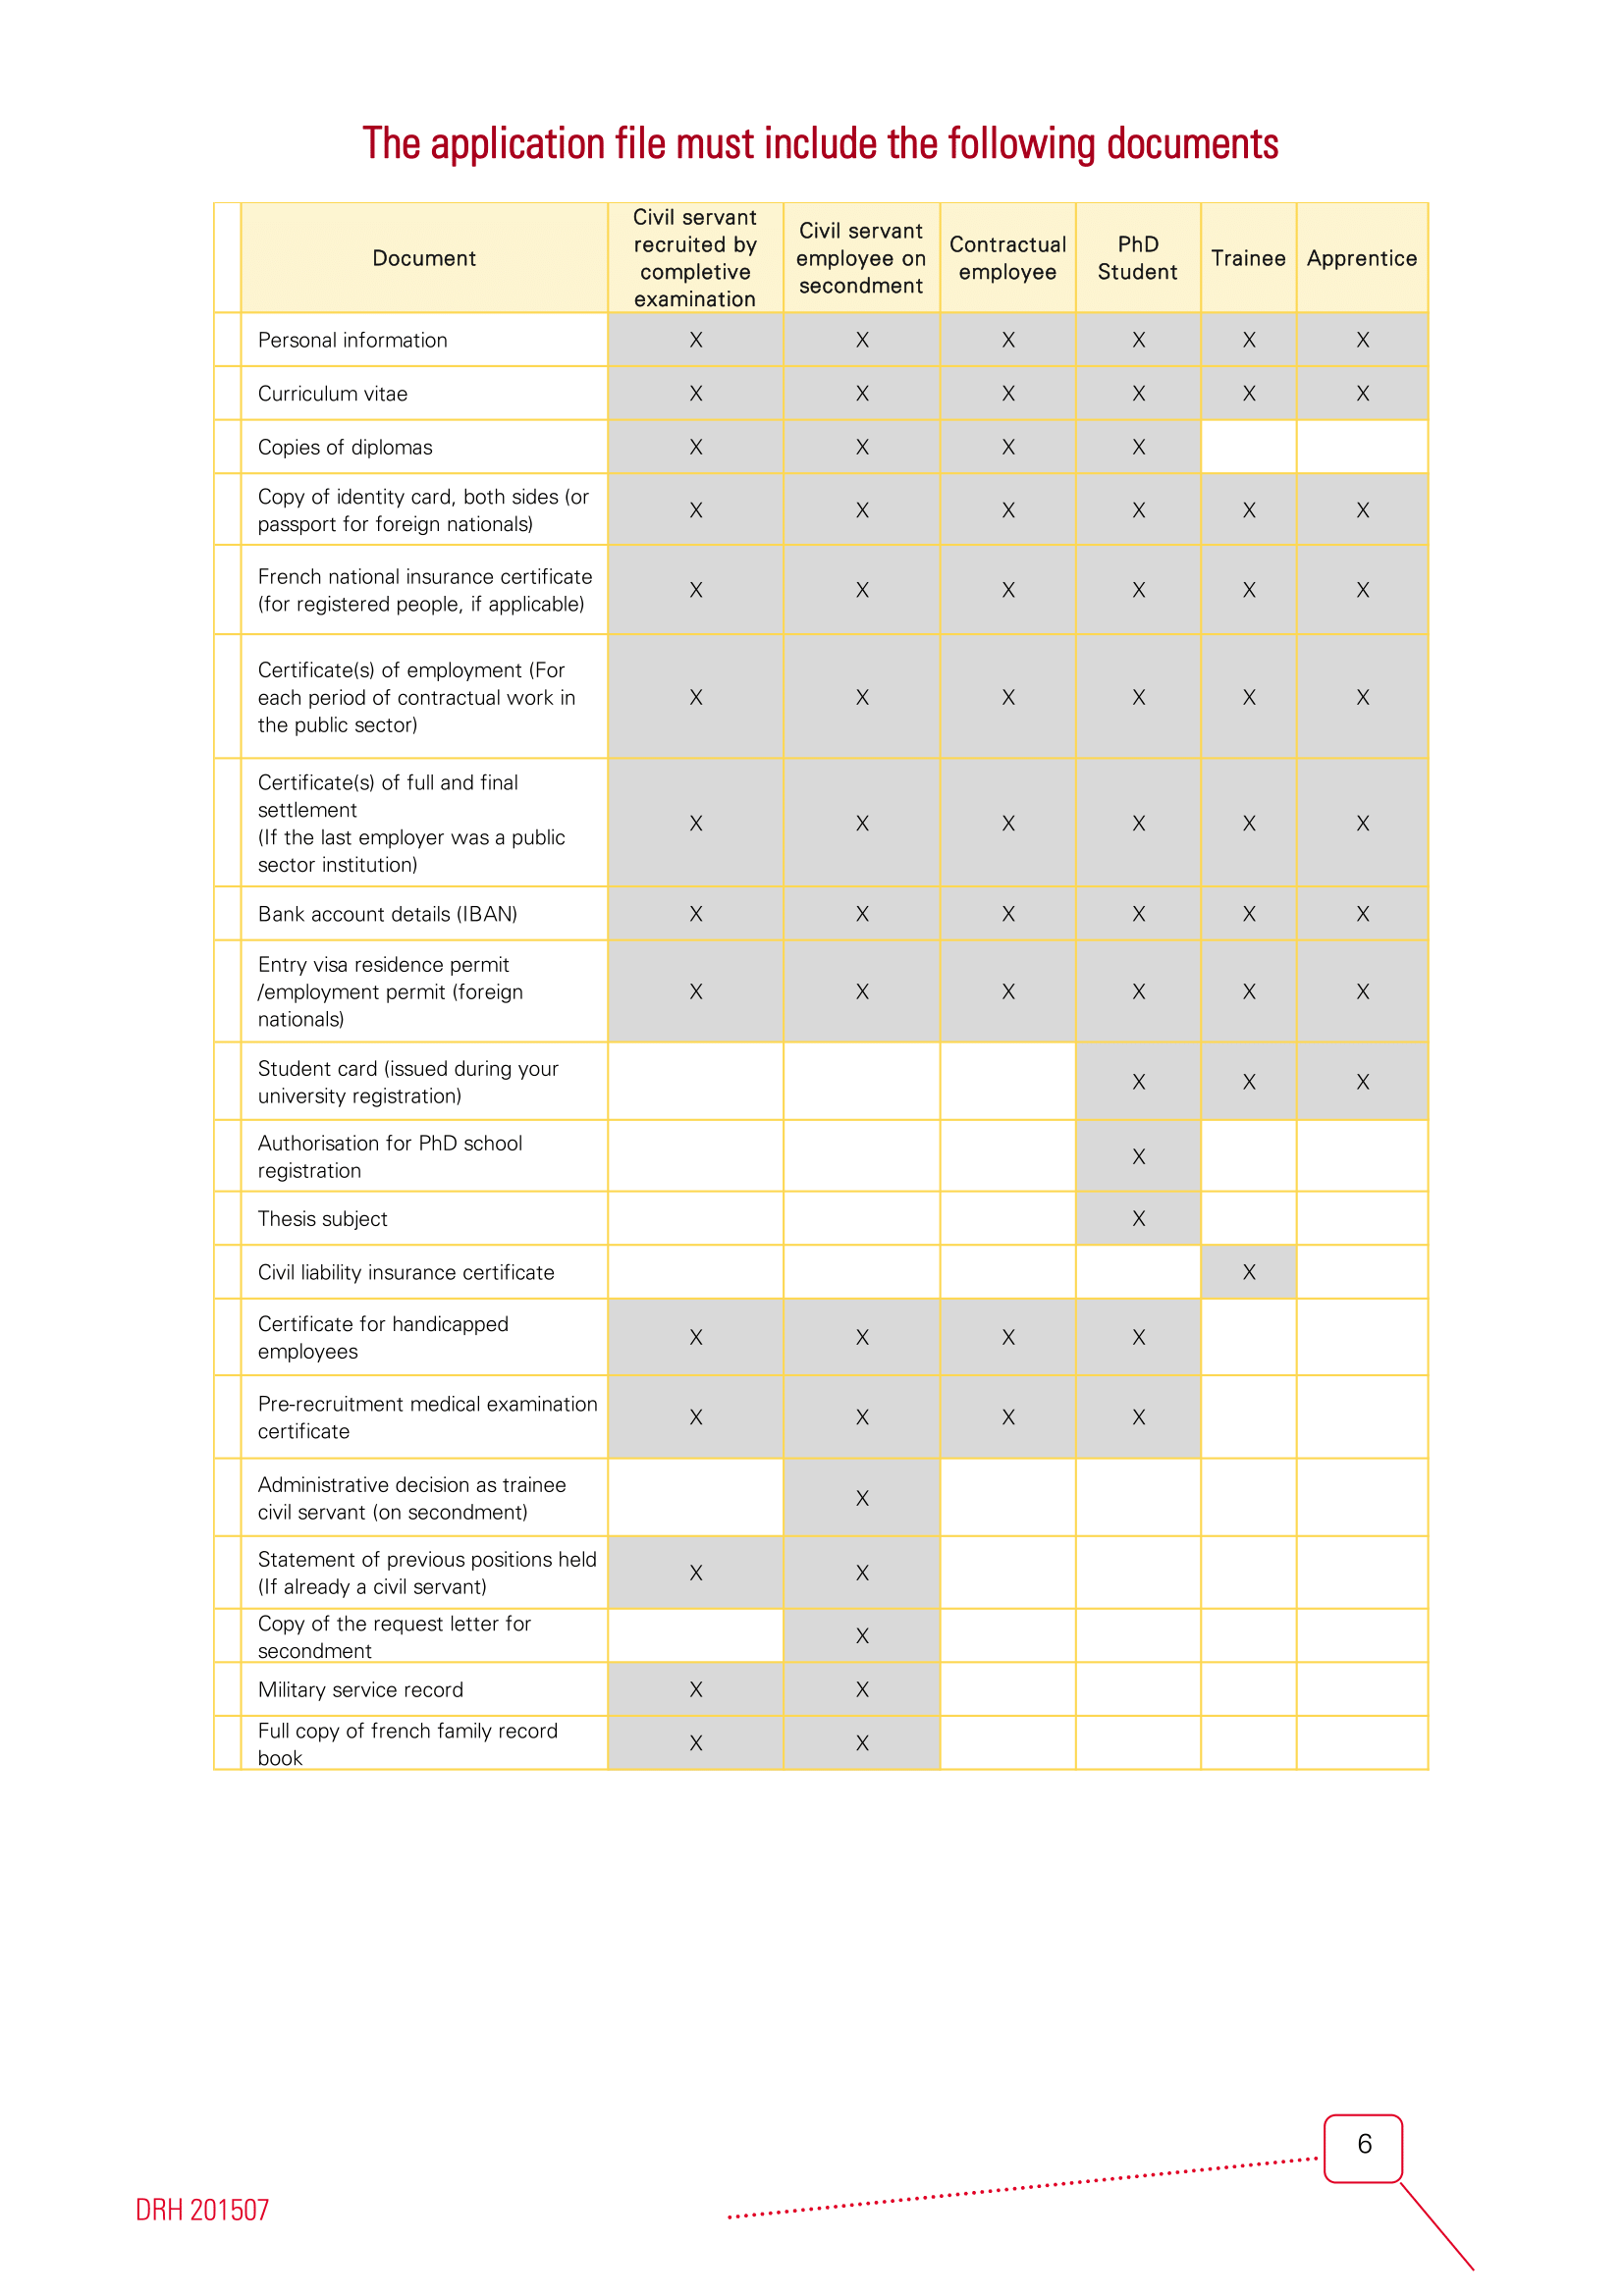 The application file must include the following documents
Document
Civil servant
recruited by
completive
examination
Civil servant
employee on
secondment
Contractual
employee
PhD
Student
Trainee
Apprentice
Personal information X X X X X X
Curriculum vitae X X X X X X
Copies of diplomas X X X X
Copy of identity card, both sides (or
passport for foreign nationals) X X X X X X
French national insurance certificate
(for registered people, if applicable) X X X X X X
Certificate(s) of employment (For
each period of contractual work in
the public sector) X X X X X X
Certificate(s) of full and final
settlement
(If the last employer was a public
sector institution) X X X X X X
Bank account details (IBAN) X X X X X X
Entry visa residence permit
/employment permit (foreign
nationals) X X X X X X
Student card (issued during your
university registration) X X X
Authorisation for PhD school
registration X
Thesis subject X
Civil liability insurance certificate X
Certificate for handicapped
employees X X X X
Pre-recruitment medical examination
certificate X X X X
Administrative decision as trainee
civil servant (on secondment) X
Statement of previous positions held
(If already a civil servant) X X
Copy of the request letter for
secondment X
Military service record X X
Full copy of french family record
book X X
6
DRH 201507